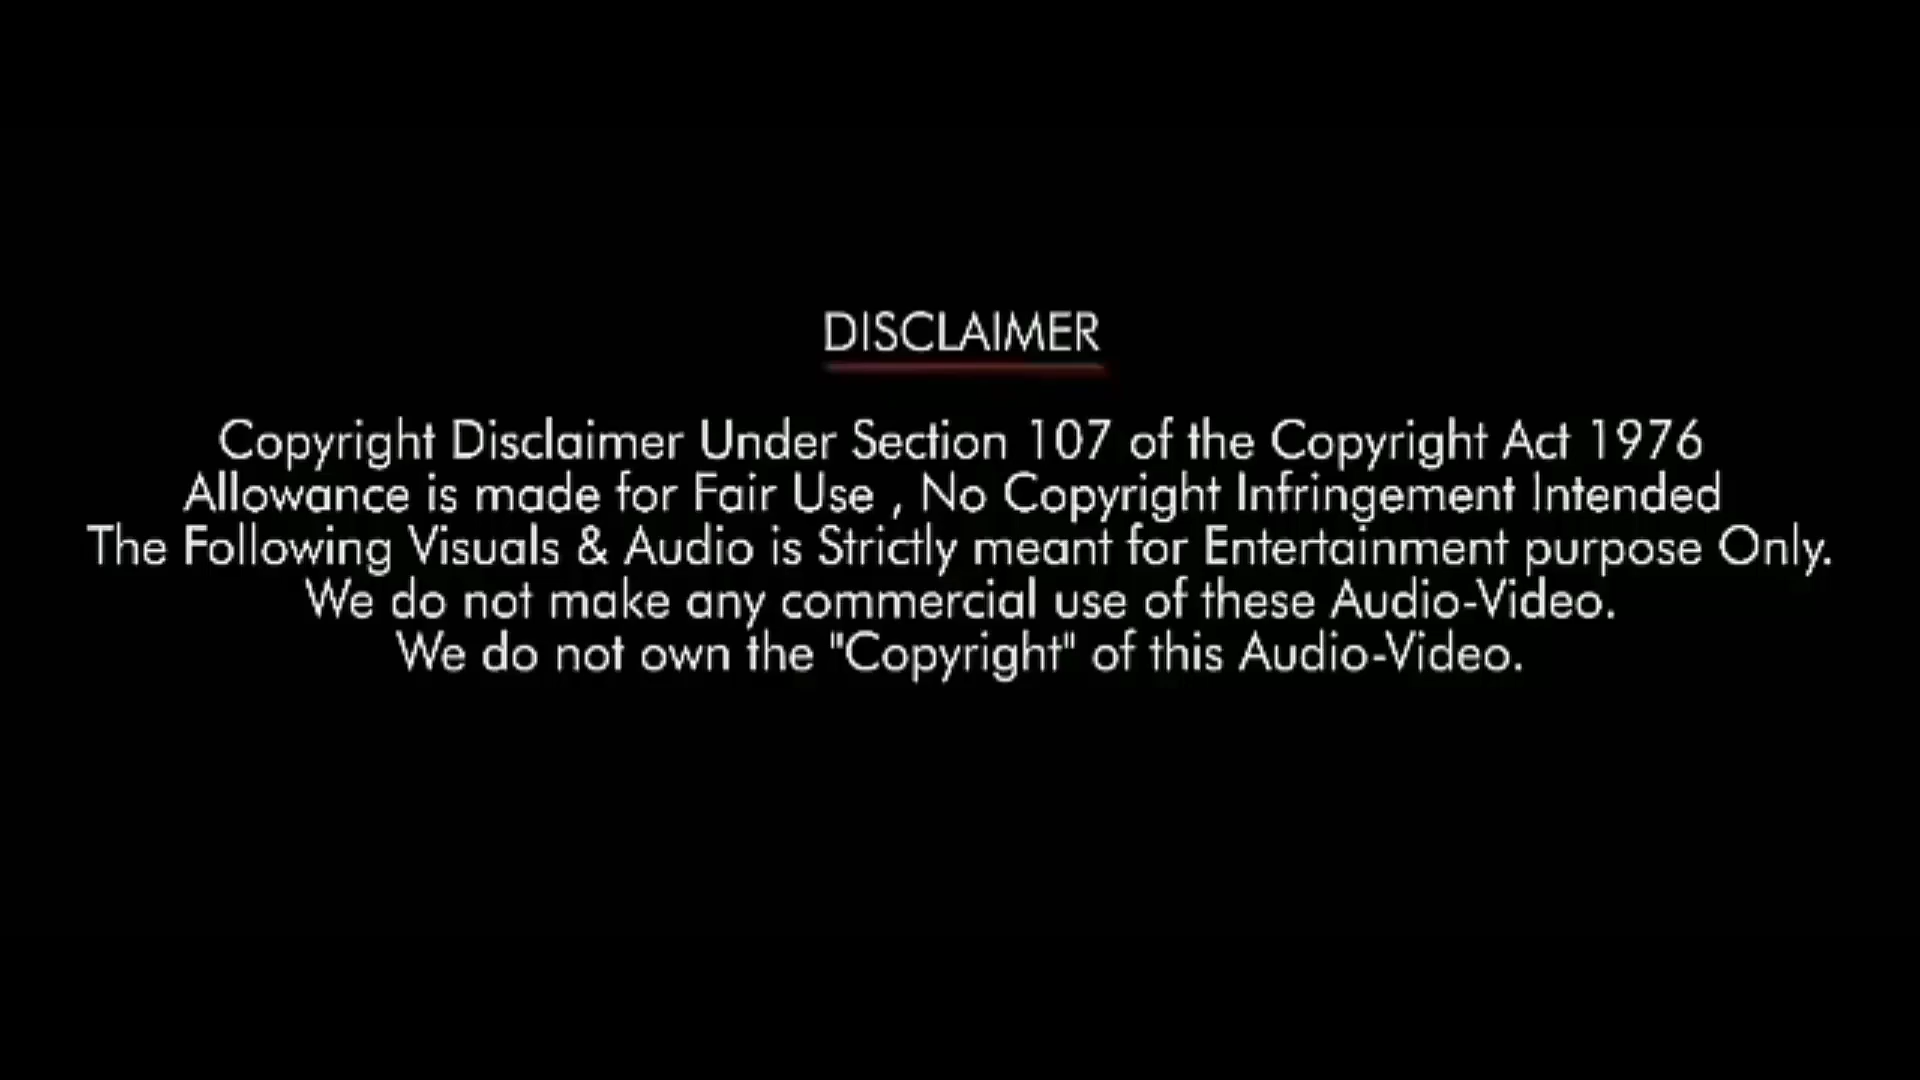 DISCLAIMER
Copyright Disclaimer Under Section 107 of the Copyright Act 1976
Allowance is made for Fair Use , No Copyright Infringement Intended
The Following Visuals & Audio is Strictly meant for Entertainment purpose Only.
We do not make any commercial use of these Audio-Video.
We do not own the "Copyright" of this Audio-Video.